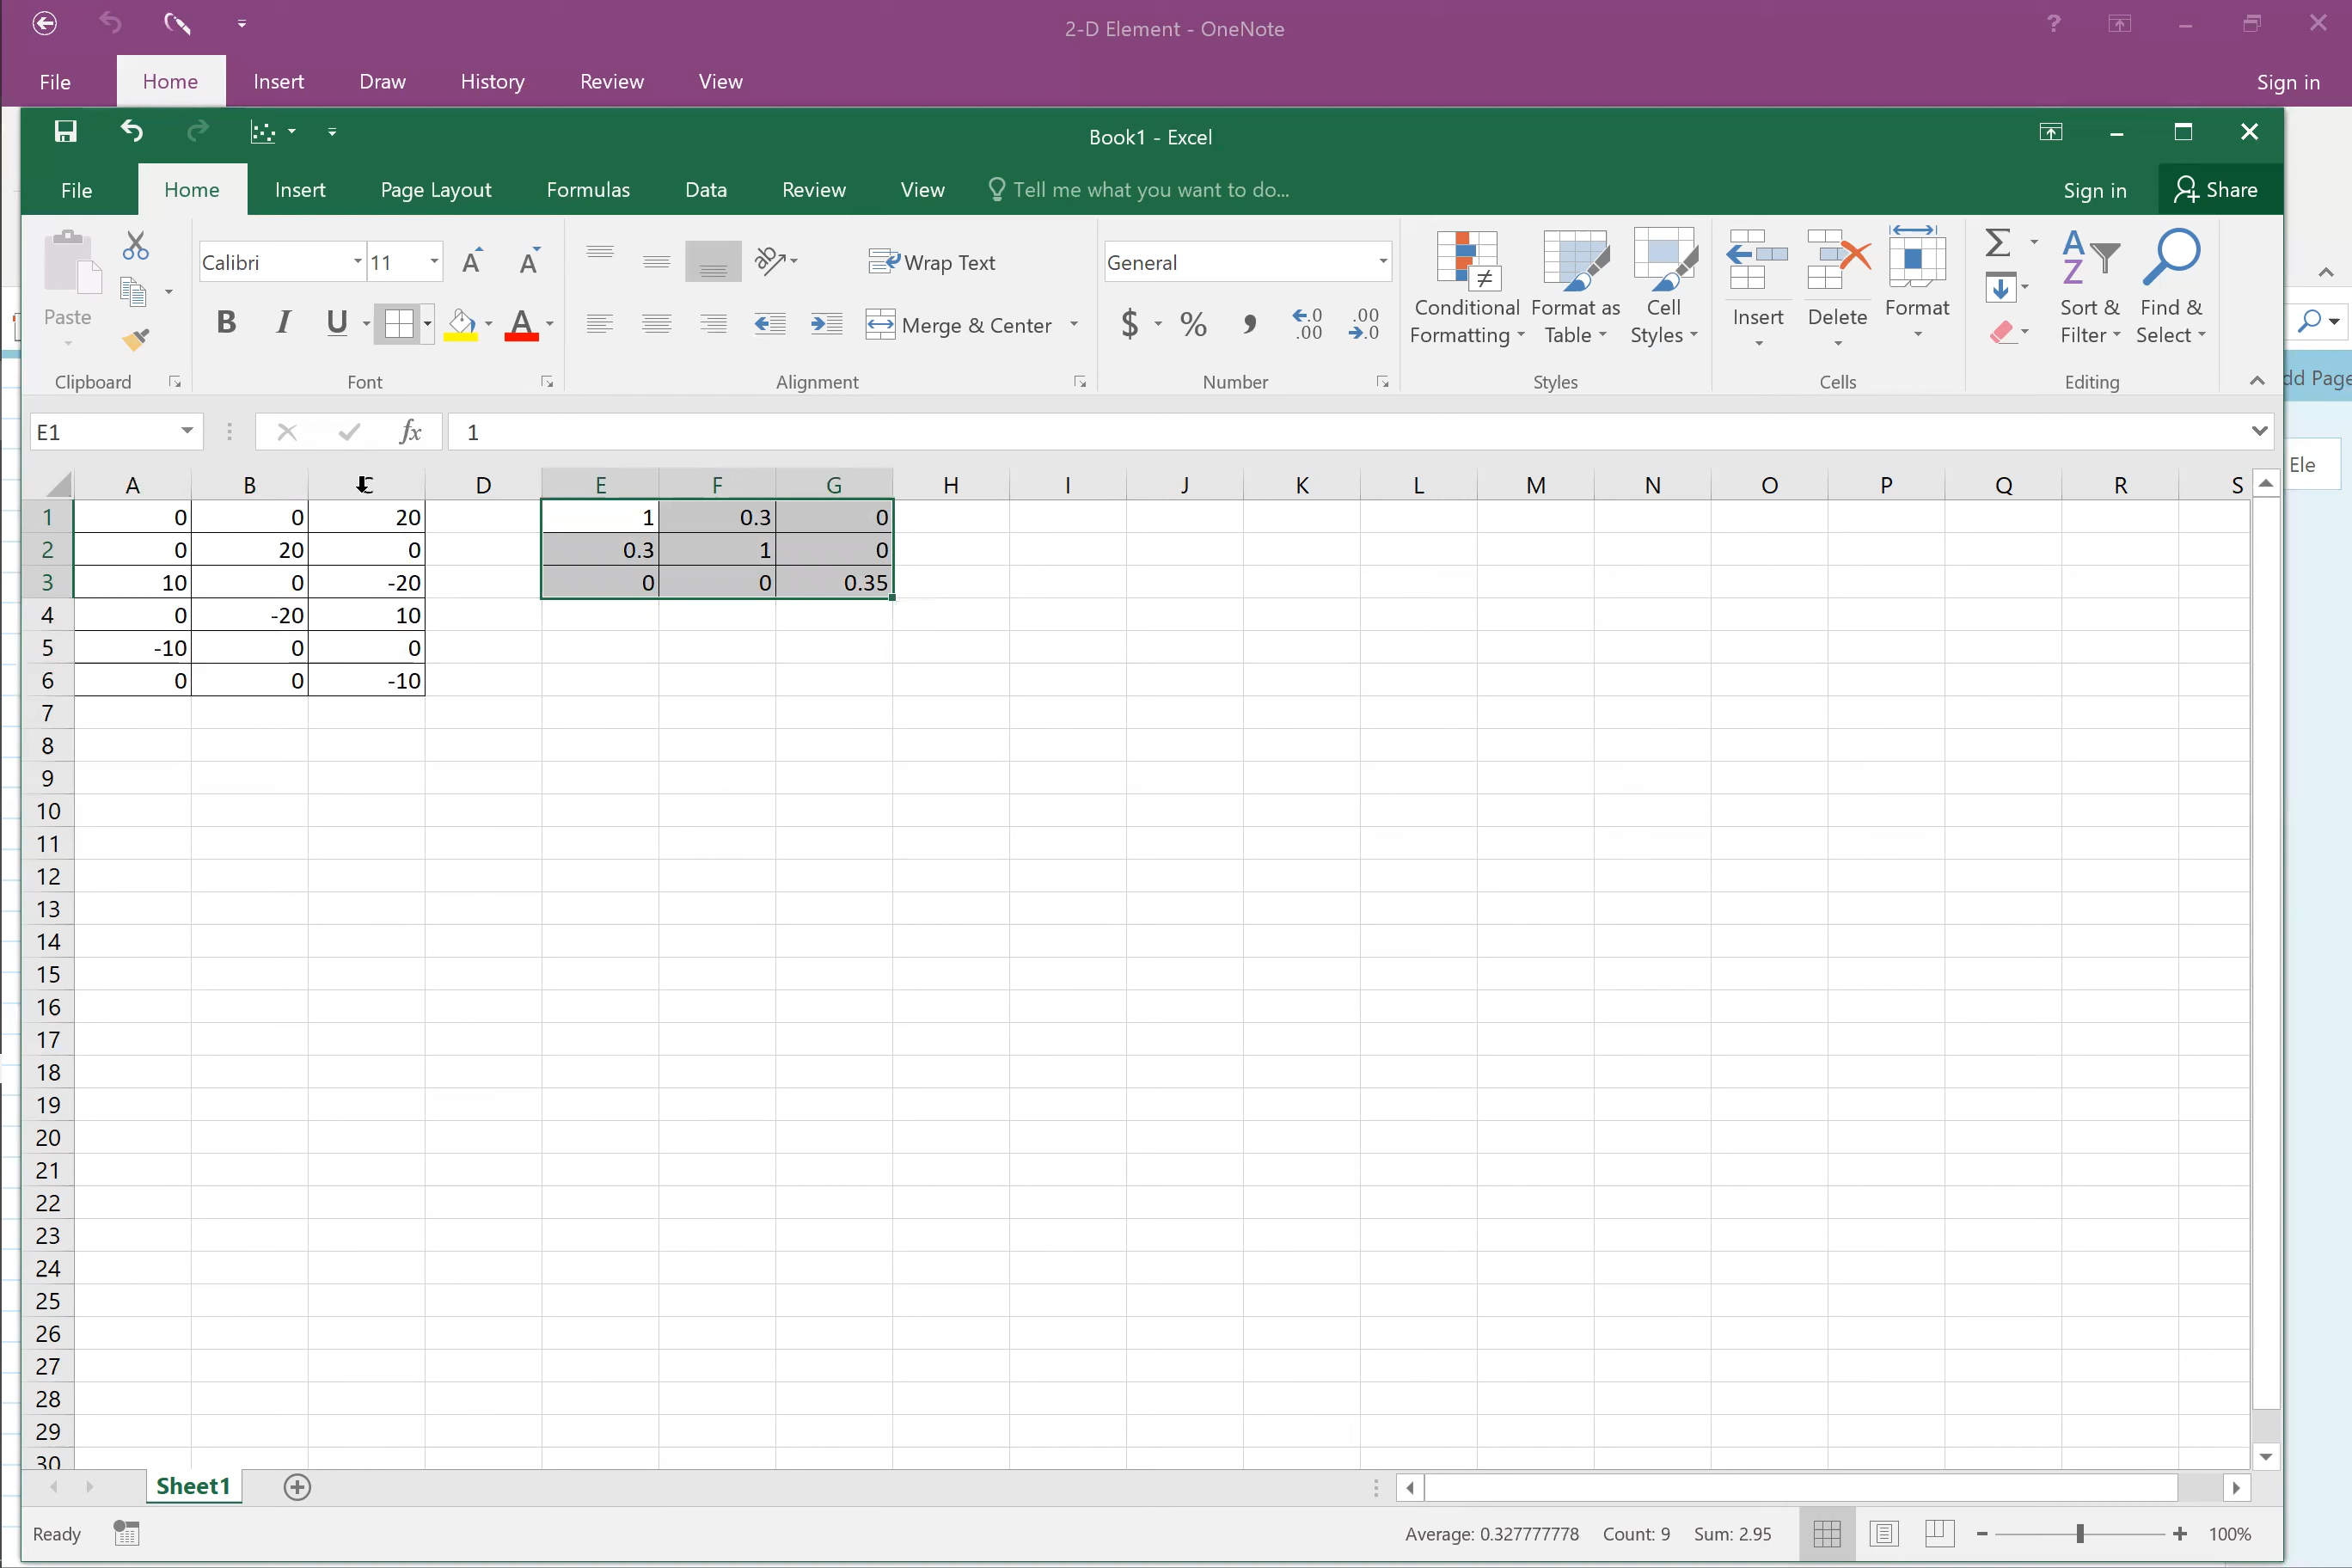 2-D Element - OneNote
File Home Insert Draw History Review View Sign in
Book1 - Excel
File Home Insert Page Layout Formulas Data Review View Tell me what you want to do... Sign in Share
Paste
Clipboard
Calibri 11
B I U A
Font
Wrap Text
Merge & Center
Alignment
General
$ % , .00 .00
Number
Conditional Formatting
Format as Table
Cell Styles
Styles
Insert Delete Format
Cells
Sort & Filter
Find & Select
Editing
dd Page
Ele
E1 fx 1
A B C D E F G H I J K L M N O P Q R S
1 0 0 20 1 0.3 0
2 0 20 0 0.3 1 0
3 10 0 -20 0 0 0.35
4 0 -20 10
5 -10 0 0
6 0 0 -10
7
8
9
10
11
12
13
14
15
16
17
18
19
20
21
22
23
24
25
26
27
28
29
30
Sheet1
Ready Average: 0.327777778 Count: 9 Sum: 2.95 100%